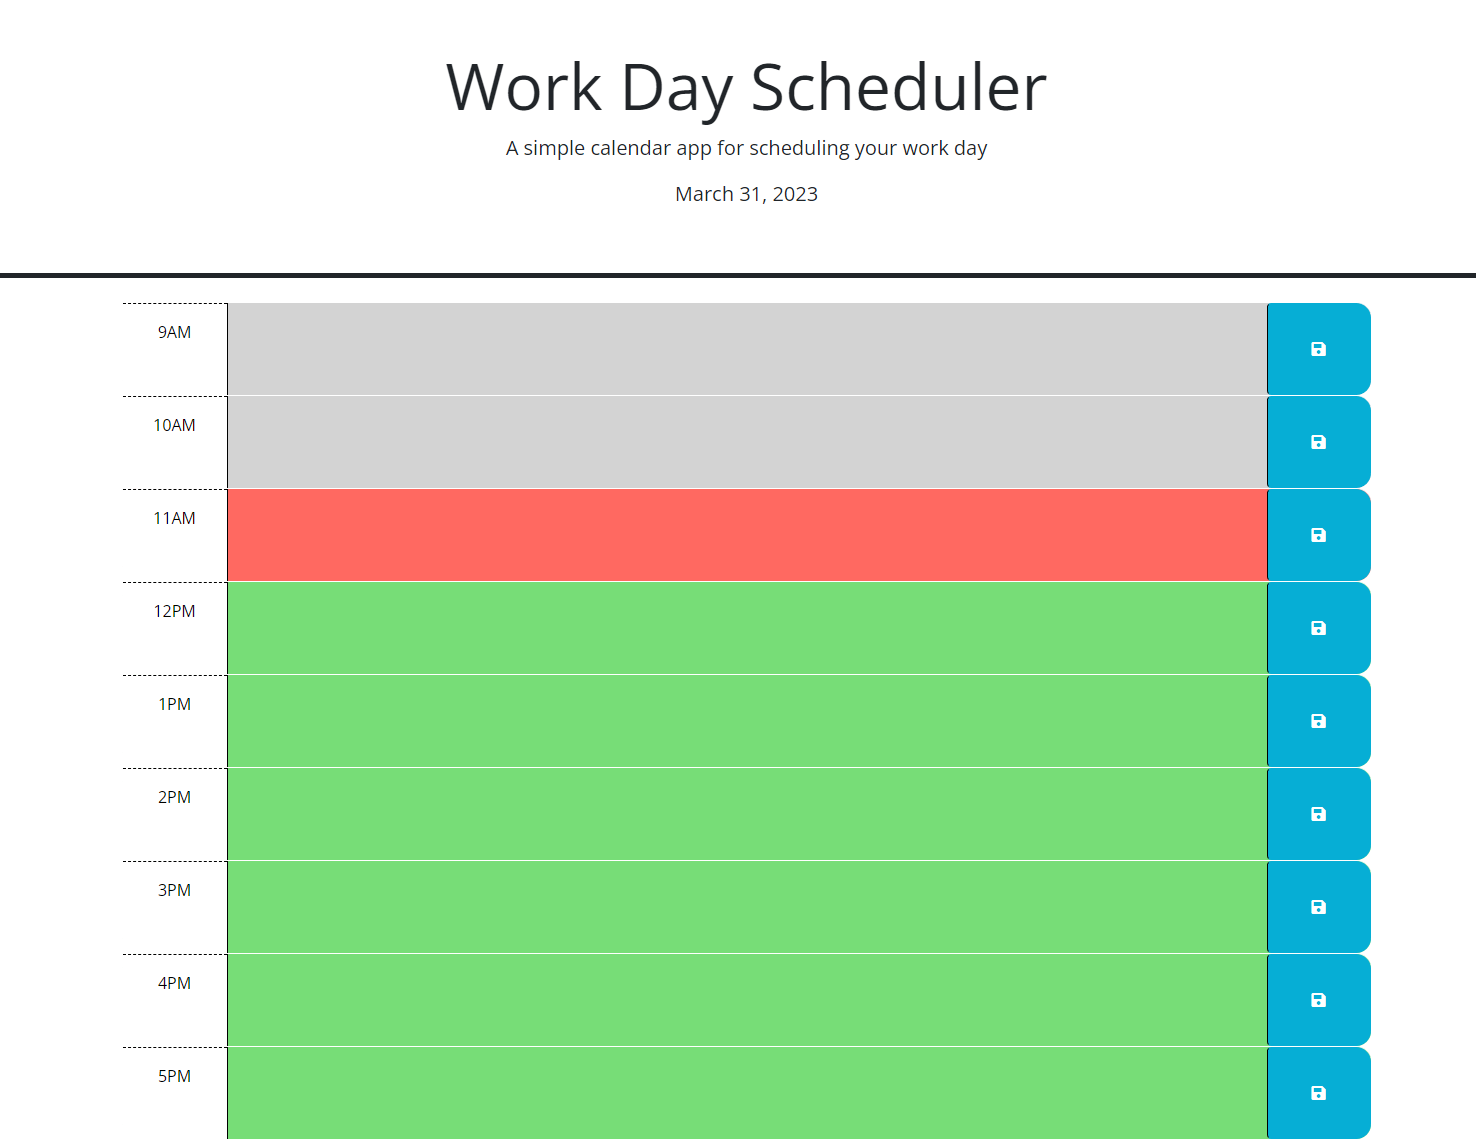 Work Day Scheduler
A simple calendar app for scheduling your work day
March 31, 2023
9AM
10AM
11AM
12PM
1PM
2PM
3PM
4PM
5PM